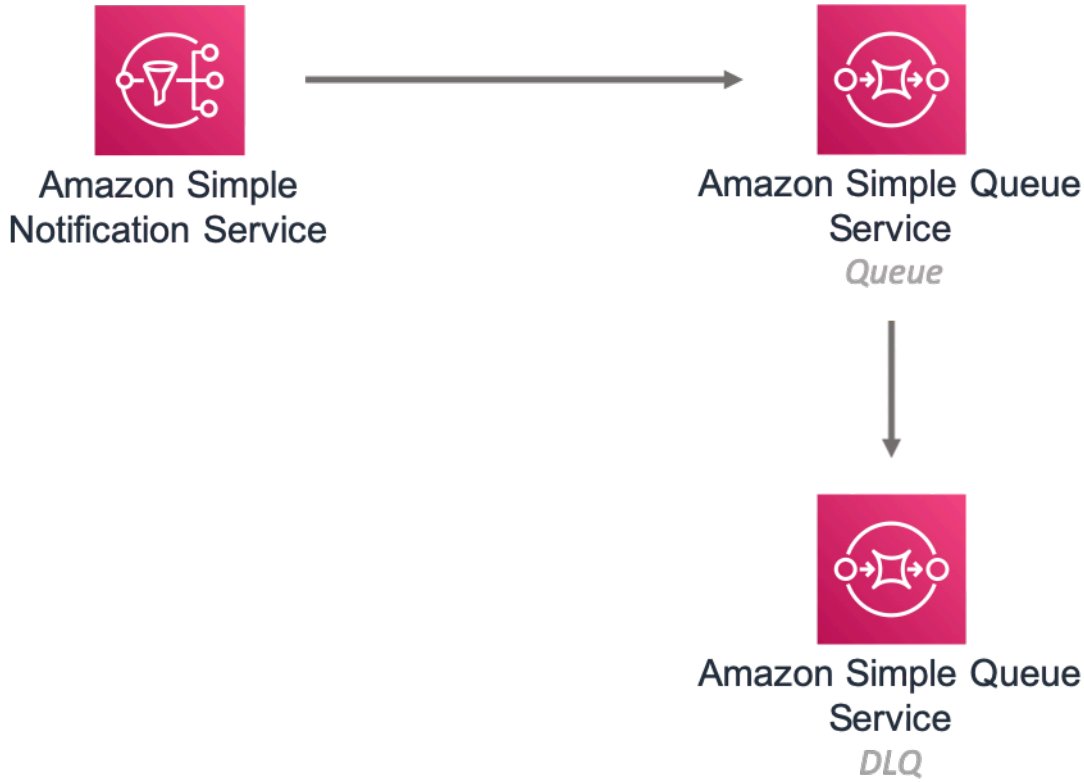 Amazon Simple
Notification Service
Amazon Simple Queue
Service
Queue
Amazon Simple Queue
Service
DLQ